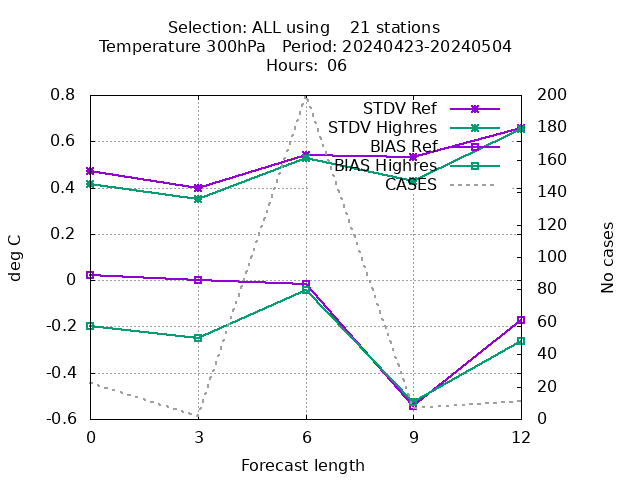 Selection: ALL using    21 stations
Temperature 300hPa   Period: 20240423-20240504
Hours: 06
0.8
0.6
0.4
0.2
0
-0.2
-0.4
-0.6
200
180
160
140
120
100
80
60
40
20
0
STDV Ref
STDV Highres
BIAS Ref
BIAS Highres
CASES
deg C
No cases
0 3 6 9 12
Forecast length